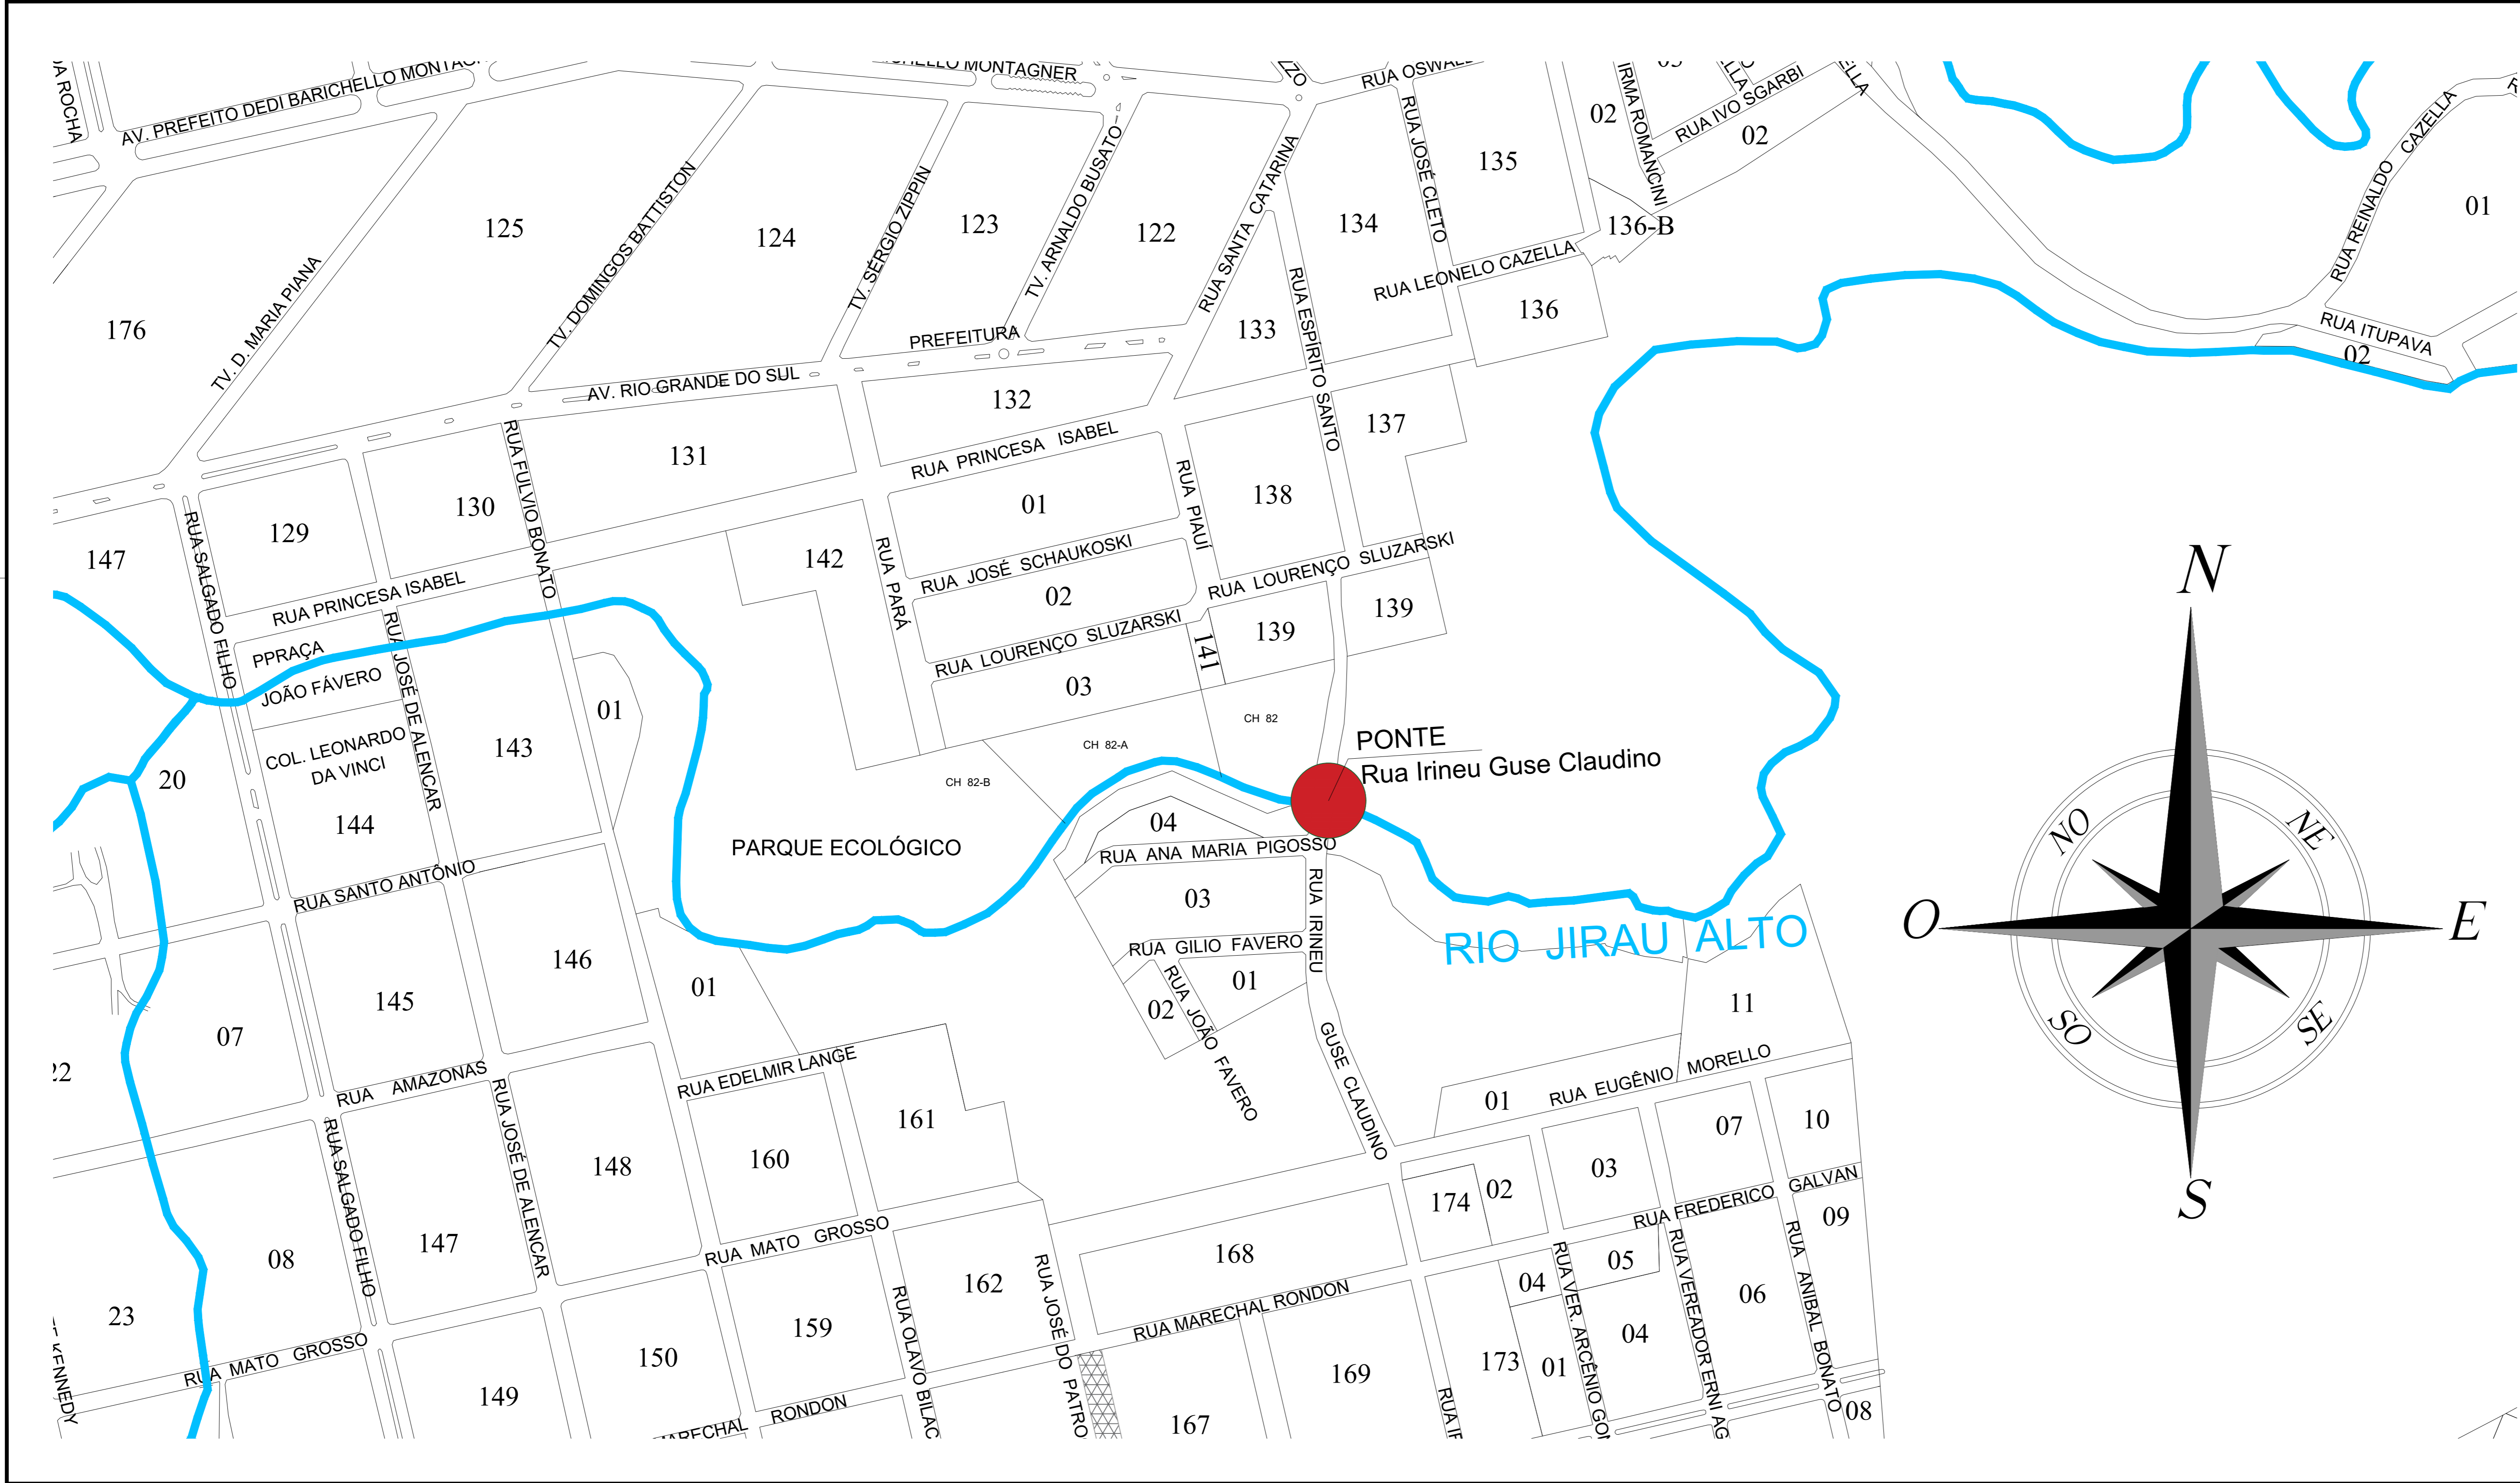 DA ROCHA
AV. PREFEITO DEDI BARICHELLO
MONTAGNER
RUA
IRMA ROMANCINI
RUA IVO SGARBI
02
02
RUA JOSÉ CLETO
135
134
136-B
RUA LEONELO CAZELLA
136
RUA REINALDO CAZELLA
01
RUA ITUPAVA
02
176
TV. D. MARIA PIANA
125
TV. DOMINGOS BATTISTON
124
TV. SÉRGIO ZIPPIN
123
TV. ARNALDO BUSATO
122
RUA SANTA CATARINA
133
RUA ESPÍRITO SANTO
PREFEITURA
AV. RIO GRANDE DO SUL
132
131
RUA PRINCESA ISABEL
137
138
RUA PIAUÍ
01
RUA JOSÉ SCHAUKOSKI
02
RUA LOURENÇO SLUZARSKI
RUA LOURENÇO SLUZARSKI
139
139
141
03
RUA PARÁ
142
147
RUA SALGADO FILHO
129
130
RUA FULVIO BONATO
RUA PRINCESA ISABEL
PPRAÇA
JOÃO FÁVERO
RUA JOSÉ DE ALENCAR
COL. LEONARDO
DA VINCI
144
143
01
20
CH 82
CH 82-A
CH 82-B
PONTE
Rua Irineu Guse Claudino
PARQUE ECOLÓGICO
04
RUA ANA MARIA PIGOSSO
03
RUA GILIO FAVERO
RUA IRINEU
GUSE CLAUDINO
01
02
RUA JOÃO FAVERO
RIO JIRAU ALTO
11
RUA SANTO ANTÔNIO
146
145
01
07
22
RUA AMAZONAS
RUA EDELMIR LANGE
161
160
148
RUA JOSÉ DE ALENCAR
147
RUA SALGADO FILHO
08
23
RUA MATO GROSSO
RUA MATO GROSSO
KENNEDY
149
150
159
RUA OLAVO BILAC
162
RUA JOSÉ DO PATRO
168
RUA MARECHAL RONDON
RONDON
167
169
173
174
02
03
01
RUA EUGÊNIO MORELLO
07
10
RUA FREDERICO GALVAN
09
05
04
RUA VER. ARCÊNIO
01
04
RUA VEREADOR ERNI
06
RUA ANIBAL BONATO
08
N
NO
NE
O
E
SO
SE
S